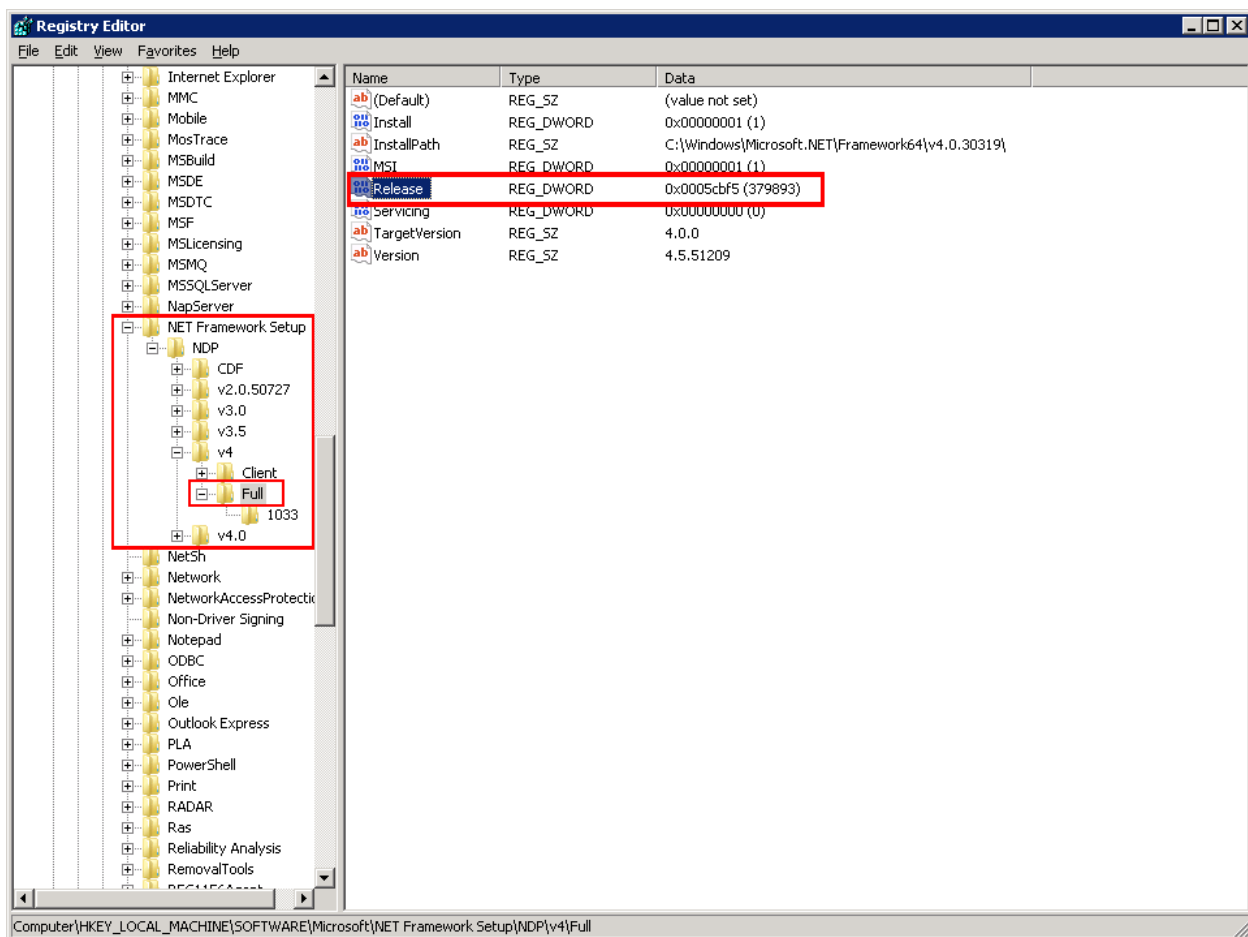 Registry Editor
File Edit View Favorites Help
Internet Explorer
MMC
Mobile
MosTrace
MSBuild
MSDE
MSDTC
MSF
MSLicensing
MSMQ
MSSQLServer
NapServer
NET Framework Setup
NDP
CDF
v2.0.50727
v3.0
v3.5
v4
Client
Full
1033
v4.0
NetSh
Network
NetworkAccessProtectic
Non-Driver Signing
Notepad
ODBC
Office
Ole
Outlook Express
PLA
PowerShell
Print
RADAR
Ras
Reliability Analysis
RemovalTools
Name Type Data
(Default) REG_SZ (value not set)
Install REG_DWORD 0x00000001 (1)
InstallPath REG_SZ C:\Windows\Microsoft.NET\Framework64\v4.0.30319\
MSI REG_DWORD 0x00000001 (1)
Release REG_DWORD 0x0005cbf5 (379893)
Servicing REG_DWORD 0x00000000 (0)
TargetVersion REG_SZ 4.0.0
Version REG_SZ 4.5.51209
Computer\HKEY_LOCAL_MACHINE\SOFTWARE\Microsoft\NET Framework Setup\NDP\v4\Full